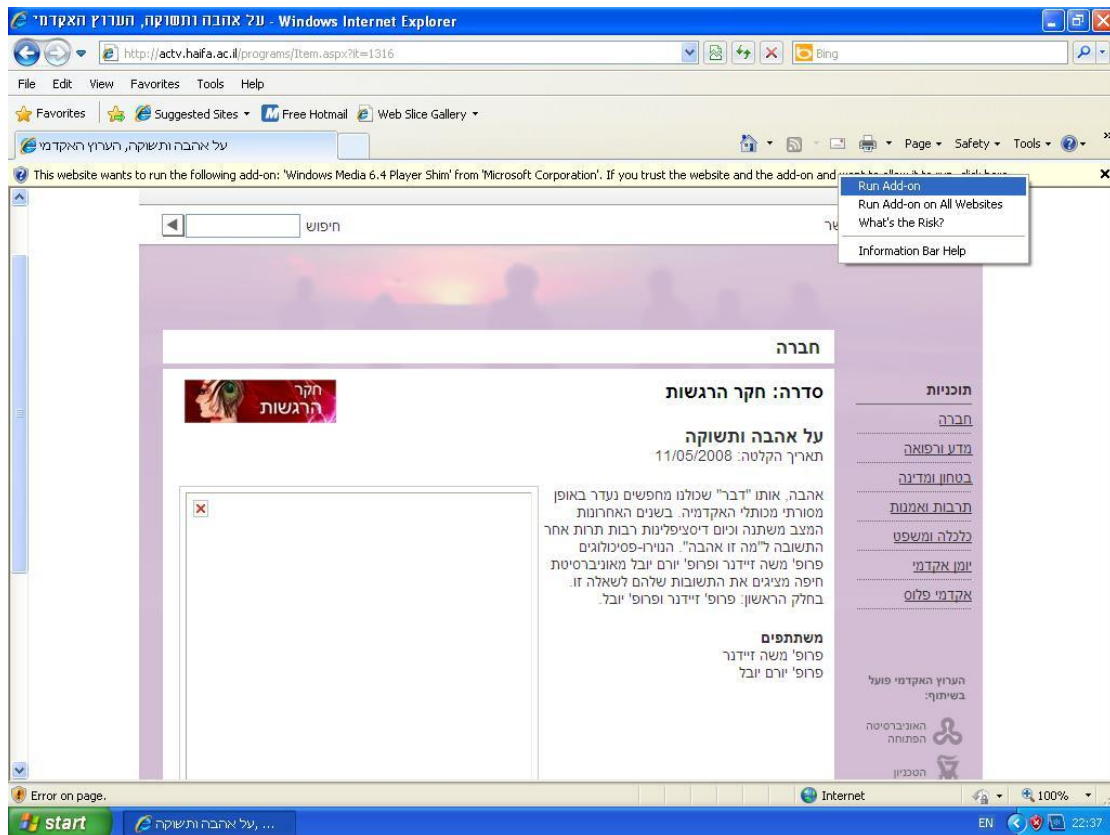 על אהבה ותשוקה, הערוץ האקדמי - Windows Internet Explorer
http://actv.haifa.ac.il/programs/Item.aspx?it=1316
Bing
File Edit View Favorites Tools Help
Favorites Suggested Sites Free Hotmail Web Slice Gallery
על אהבה ותשוקה, הערוץ האקדמי
Page Safety Tools
This website wants to run the following add-on: 'Windows Media 6.4 Player Shim' from 'Microsoft Corporation'. If you trust the website and the add-on and want to allow it to run, click here
Run Add-on
Run Add-on on All Websites
What's the Risk?
Information Bar Help
חיפוש
חברה
סדרה: חקר הרגשות
חקר
הרגשות
על אהבה ותשוקה
תאריך הקלטה: 11/05/2008
אהבה, אותו "דבר" שכולנו מחפשים נעדר באופן
מסורתי מכותלי האקדמיה. בשנים האחרונות
המצב משתנה וכיום דיסציפלינות רבות תרות אחר
התשובה ל"מה זו אהבה". הנוירו-פסיכולוגים
פרופ' משה זיידנר ופרופ' יורם יובל מאוניברסיטת
חיפה מציגים את התשובות שלהם לשאלה זו.
בחלק הראשון: פרופ' זיידנר ופרופ' יובל.
משתתפים
פרופ' משה זיידנר
פרופ' יורם יובל
תוכניות
חברה
מדע ורפואה
בטחון ומדינה
תרבות ואמנות
כלכלה ומשפט
יומן אקדמי
אקדמי פלוס
הערוץ האקדמי פועל
בשיתוף:
האוניברסיטה
הפתוחה
הטכניון
Error on page.
Internet
100%
start
על אהבה ותשוקה, ...
EN
22:37